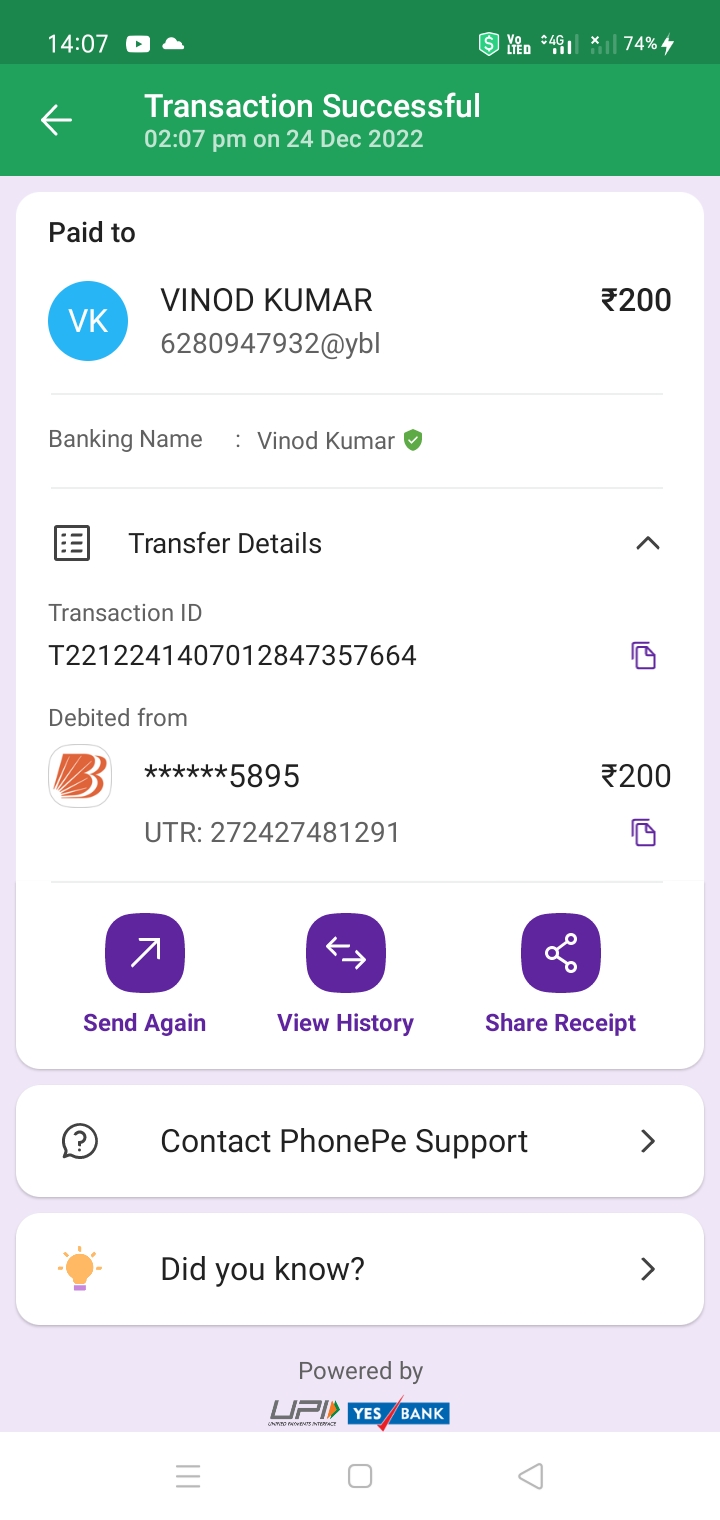 14:07
Vo LTED 4G 74%
Transaction Successful
02:07 pm on 24 Dec 2022
Paid to
VK VINOD KUMAR ₹200
6280947932@ybl
Banking Name : Vinod Kumar
Transfer Details
Transaction ID
T2212241407012847357664
Debited from
******5895 ₹200
UTR: 272427481291
Send Again View History Share Receipt
Contact PhonePe Support
Did you know?
Powered by
UPI YES BANK
UNIFIED PAYMENTS INTERFACE